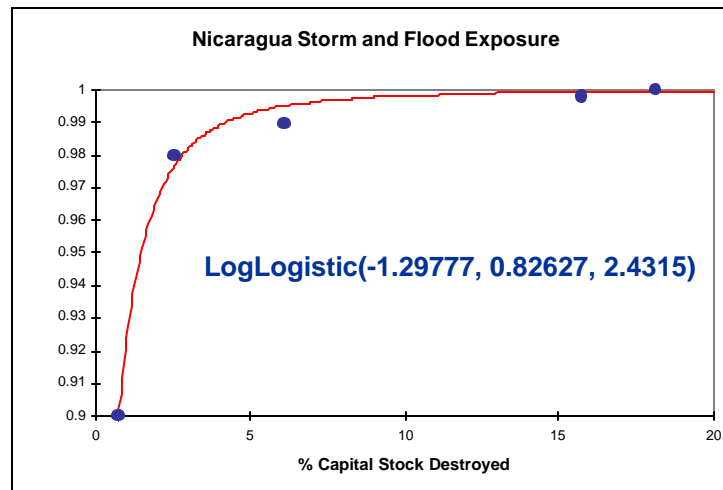 Nicaragua Storm and Flood Exposure
1
0.99
0.98
0.97
0.96
0.95
0.94
0.93
0.92
0.91
0.9
LogLogistic(-1.29777, 0.82627, 2.4315)
0 5 10 15 20
% Capital Stock Destroyed